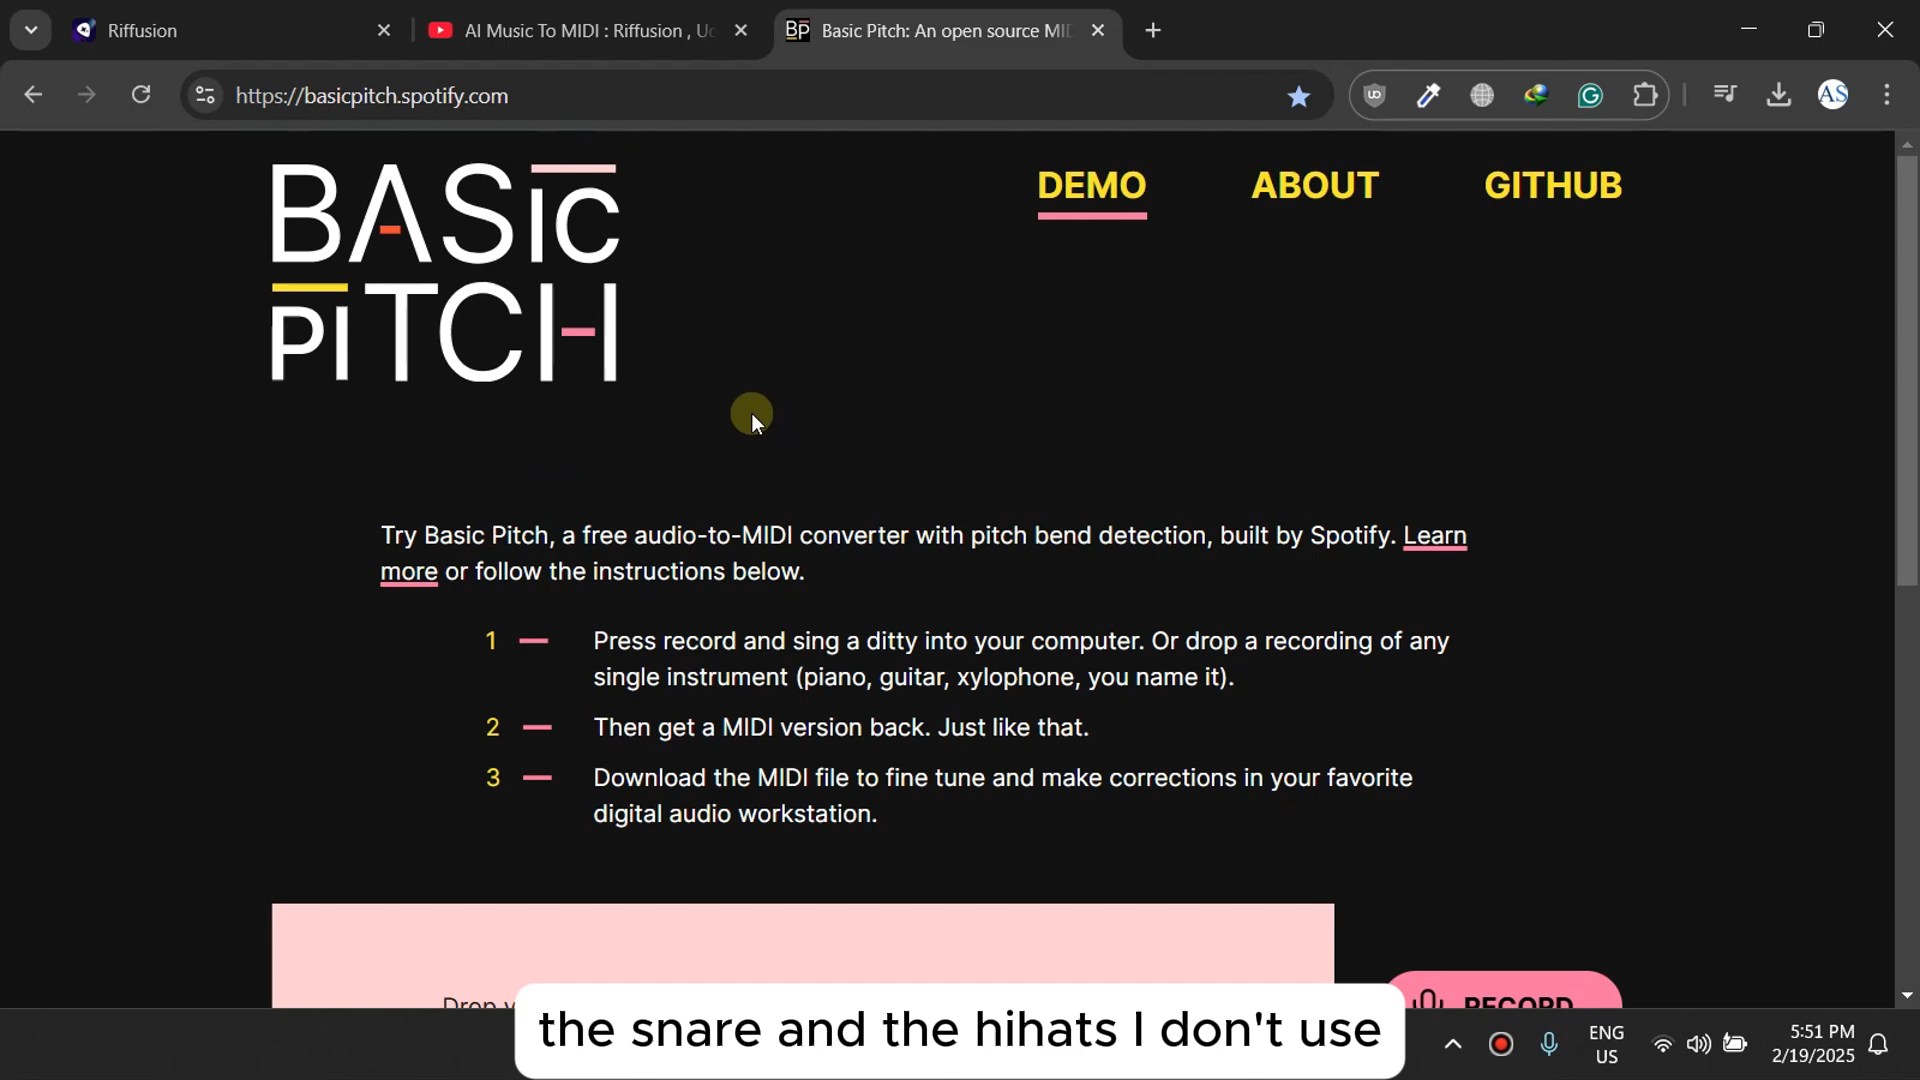 Riffusion
AI Music To MIDI : Riffusion , Uc
BP
Basic Pitch: An open source MI
https://basicpitch.spotify.com
AS
BASIC
PITCH
DEMO
ABOUT
GITHUB
Try Basic Pitch, a free audio-to-MIDI converter with pitch bend detection, built by Spotify. Learn
more or follow the instructions below.
1 Press record and sing a ditty into your computer. Or drop a recording of any
single instrument (piano, guitar, xylophone, you name it).
2 Then get a MIDI version back. Just like that.
3 Download the MIDI file to fine tune and make corrections in your favorite
digital audio workstation.
Drop
RECORD
the snare and the hihats I don't use
ENG
US
5:51 PM
2/19/2025